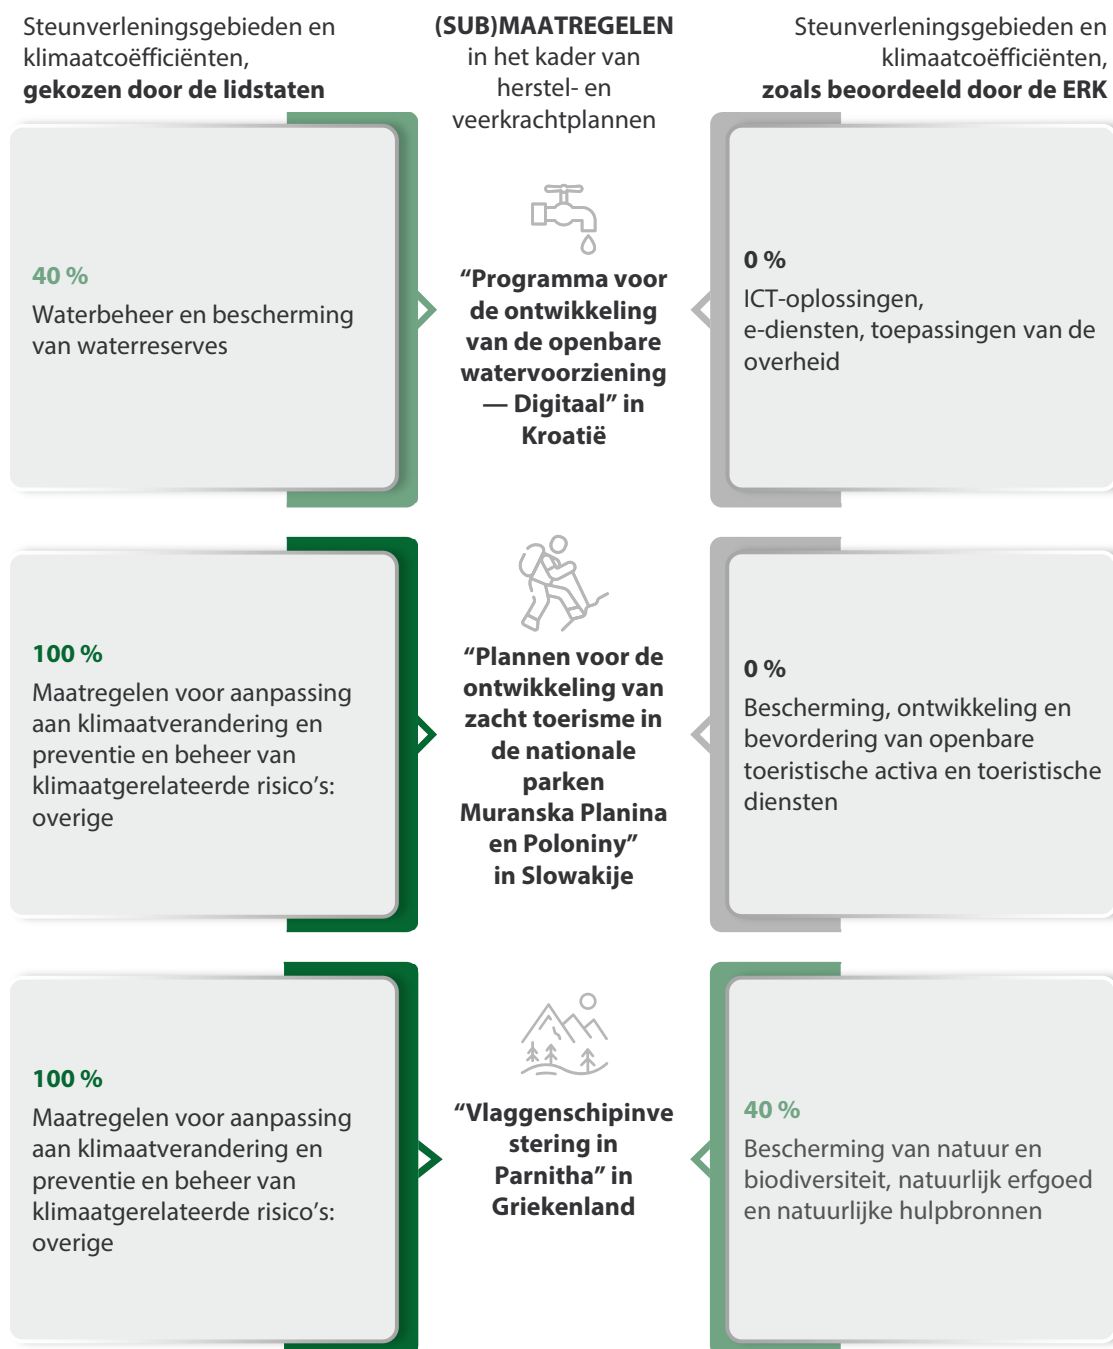 Steunverleningsgebieden en
klimaatcoëfficiënten,
gekozen door de lidstaten
(SUB)MAATREGELEN
in het kader van
herstel- en
veerkrachtplannen
Steunverleningsgebieden en
klimaatcoëfficiënten,
zoals beoordeeld door de ERK
40 %
Waterbeheer en bescherming
van waterreserves
“Programma voor
de ontwikkeling
van de openbare
watervoorziening
— Digitaal” in
Kroatië
0 %
ICT-oplossingen,
e-diensten, toepassingen van de
overheid
100 %
Maatregelen voor aanpassing
aan klimaatverandering en
preventie en beheer van
klimaatgerelateerde risico’s:
overige
“Plannen voor de
ontwikkeling van
zacht toerisme in
de nationale
parken
Muranska Planina
en Poloniny”
in Slowakije
0 %
Bescherming, ontwikkeling en
bevordering van openbare
toeristische activa en toeristische
diensten
100 %
Maatregelen voor aanpassing
aan klimaatverandering en
preventie en beheer van
klimaatgerelateerde risico’s:
overige
“Vlaggenschipinve
stering in
Parnitha” in
Griekenland
40 %
Bescherming van natuur en
biodiversiteit, natuurlijk erfgoed
en natuurlijke hulpbronnen